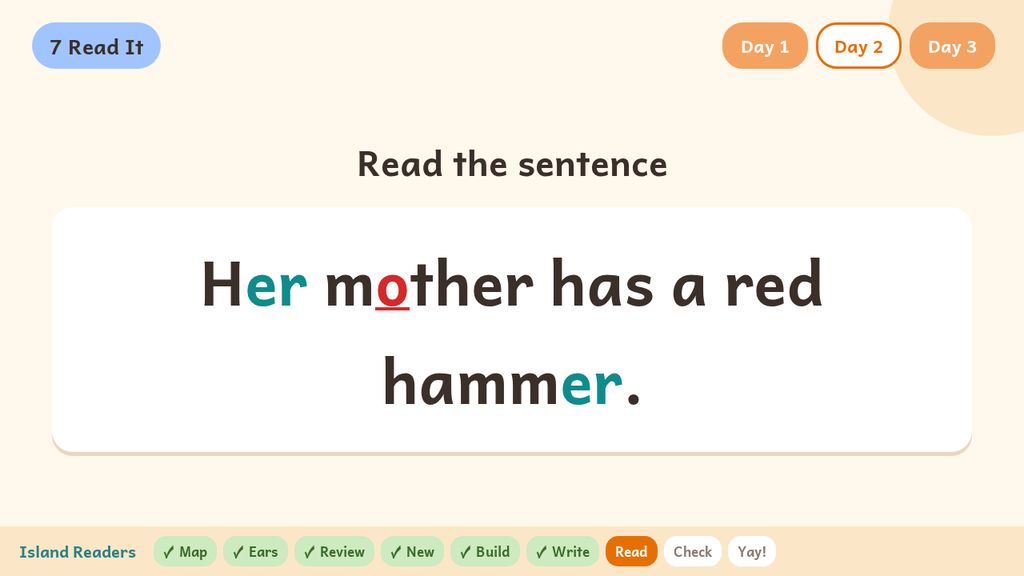 7 Read It
Day 1
Day 2
Day 3
Read the sentence
Her mother has a red
hammer.
Island Readers
✓ Map
✓ Ears
✓ Review
✓ New
✓ Build
✓ Write
Read
Check
Yay!